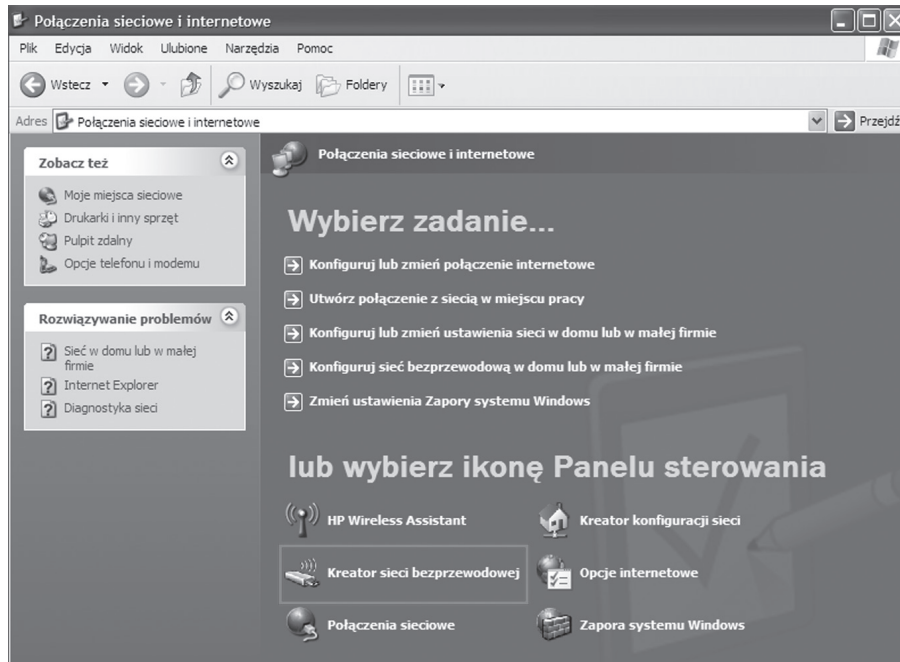 Połączenia sieciowe i internetowe
Plik Edycja Widok Ulubione Narzędzia Pomoc
Wstecz Wyszukaj Foldery
Adres Połączenia sieciowe i internetowe Przejdź
Zobacz też
Moje miejsca sieciowe
Drukarki i inny sprzęt
Pulpit zdalny
Opcje telefonu i modemu
Rozwiązywanie problemów
Sieć w domu lub w małej
firmie
Internet Explorer
Diagnostyka sieci
Połączenia sieciowe i internetowe
Wybierz zadanie...
Konfiguruj lub zmień połączenie internetowe
Utwórz połączenie z siecią w miejscu pracy
Konfiguruj lub zmień ustawienia sieci w domu lub w małej firmie
Konfiguruj sieć bezprzewodową w domu lub w małej firmie
Zmień ustawienia Zapory systemu Windows
lub wybierz ikonę Panelu sterowania
HP Wireless Assistant
Kreator konfiguracji sieci
Kreator sieci bezprzewodowej
Opcje internetowe
Połączenia sieciowe
Zapora systemu Windows